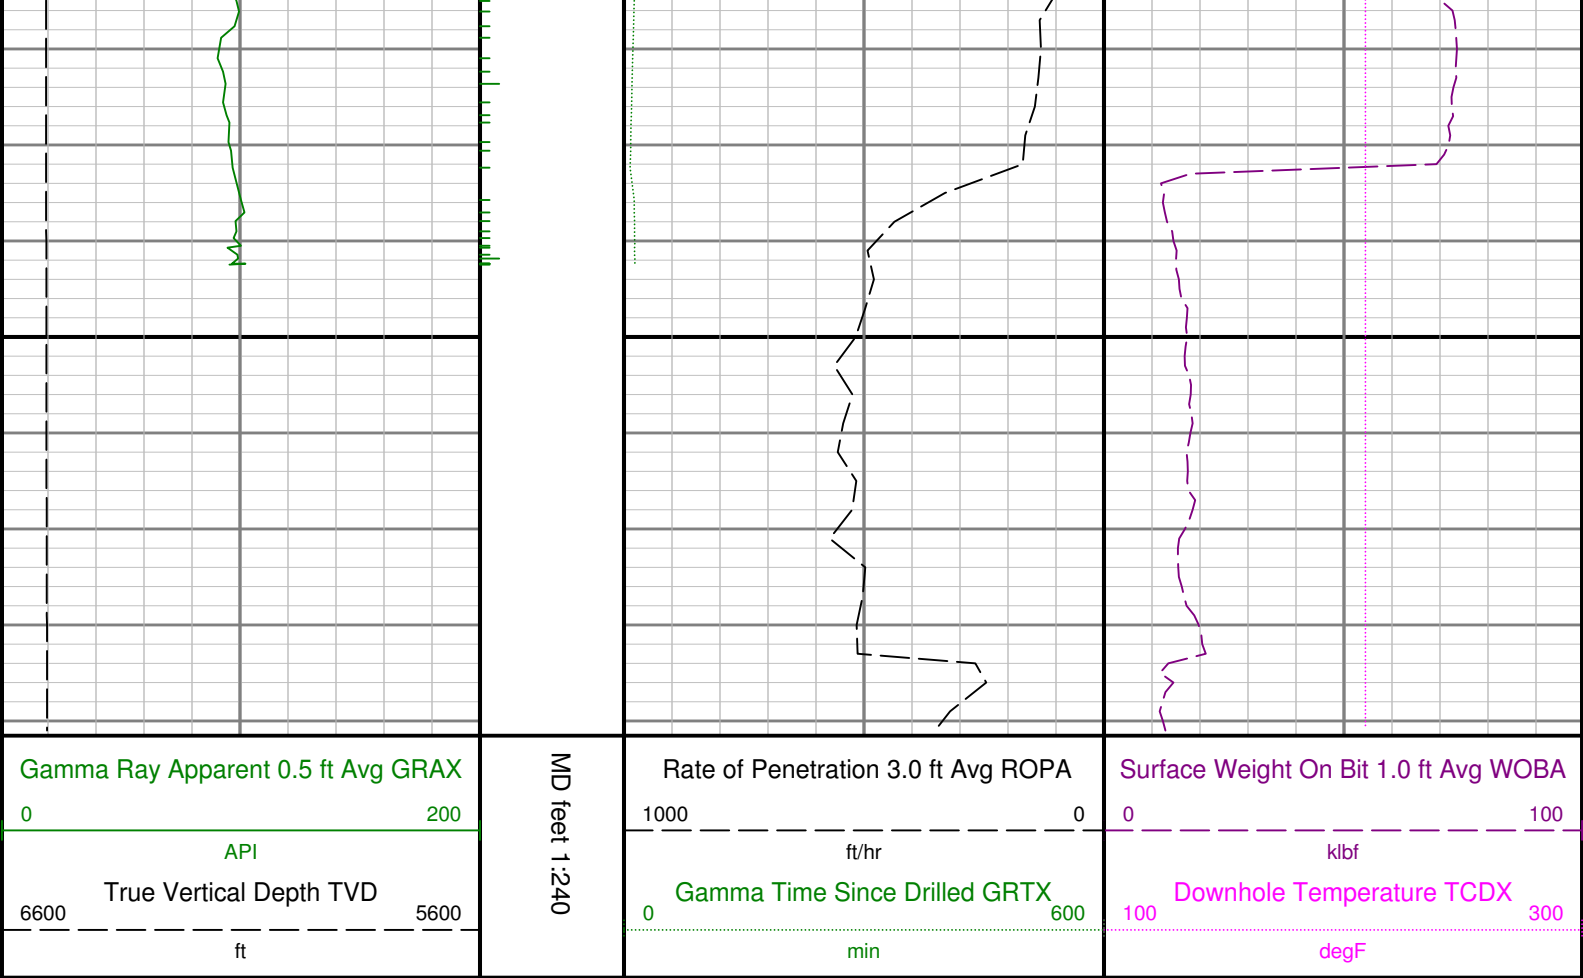 Gamma Ray Apparent 0.5 ft Avg GRAX
0 200
API
True Vertical Depth TVD
6600 5600
ft
MD feet 1:240
Rate of Penetration 3.0 ft Avg ROPA
1000 0
ft/hr
Gamma Time Since Drilled GRTX
0 600
min
Surface Weight On Bit 1.0 ft Avg WOBA
0 100
klbf
Downhole Temperature TCDX
100 300
degF